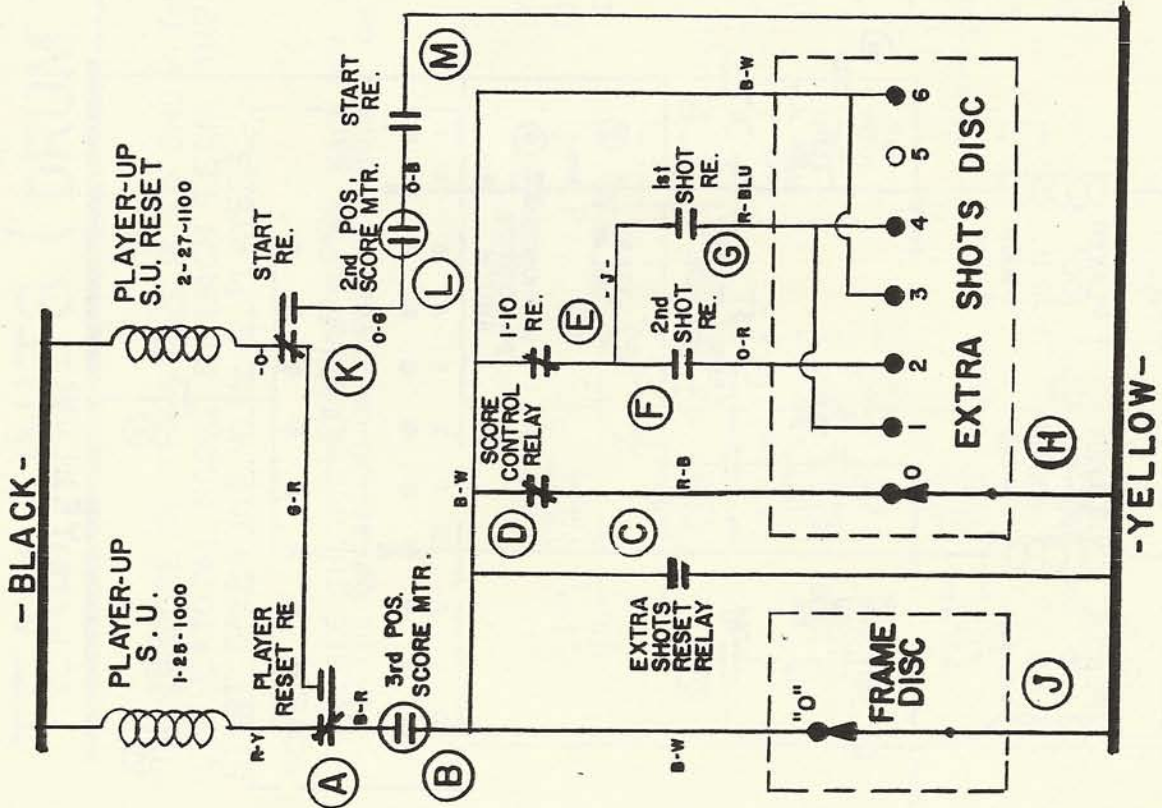 -BLACK-
PLAYER-UP
S.U.
1-25-1000
PLAYER-UP
S.U. RESET
2-27-1100
R-Y
-O-
START
RE.
PLAYER
RESET RE
G-R
A
K
B-R
3rd POS.
SCORE MTR.
B
O-G
2nd POS.
SCORE MTR.
L
START
RE.
O-B
M
B-W
SCORE
CONTROL
RELAY
D
1-10
RE.
E
-J-
C
R-B
F
2nd
SHOT
RE.
O-R
1st
SHOT
RE.
G
R-BLU
B-W
EXTRA
SHOTS
RESET
RELAY
B-W
"O"
FRAME
DISC
J
0 1 2 3 4 5 6
EXTRA SHOTS DISC
H
-YELLOW-